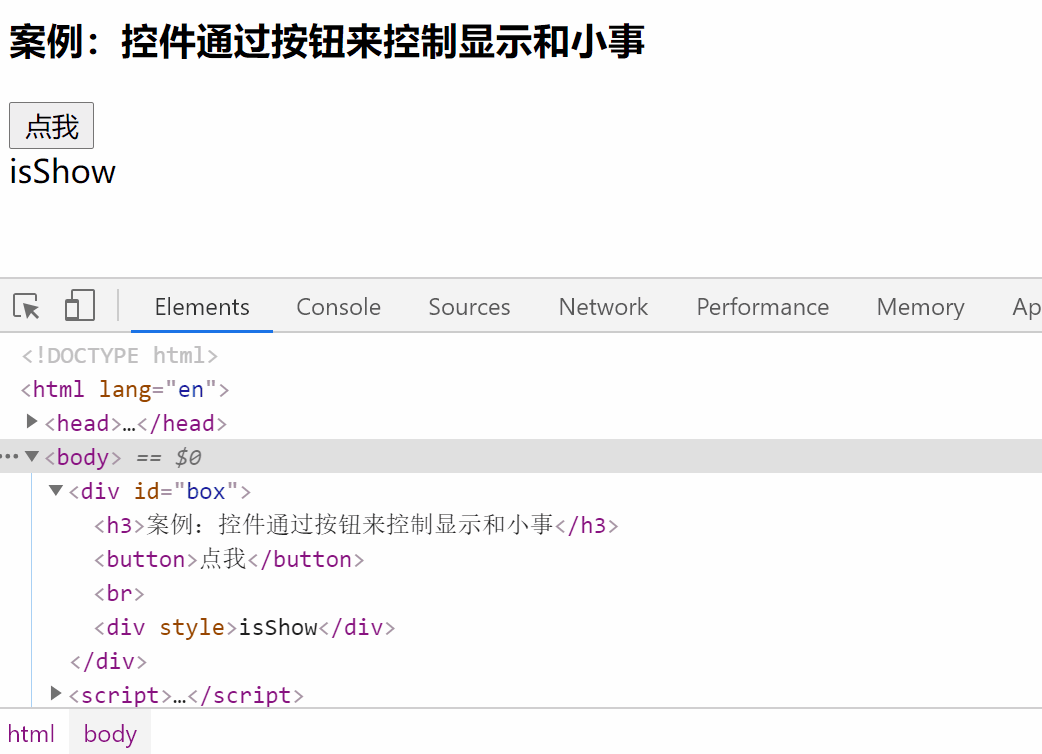 案例：控件通过按钮来控制显示和小事
点我
isShow
Elements Console Sources Network Performance Memory Ap
<!DOCTYPE html>
<html lang="en">
<head>…</head>
<body> == $0
<div id="box">
<h3>案例：控件通过按钮来控制显示和小事</h3>
<button>点我</button>
<br>
<div style>isShow</div>
</div>
<script>…</script>
html body